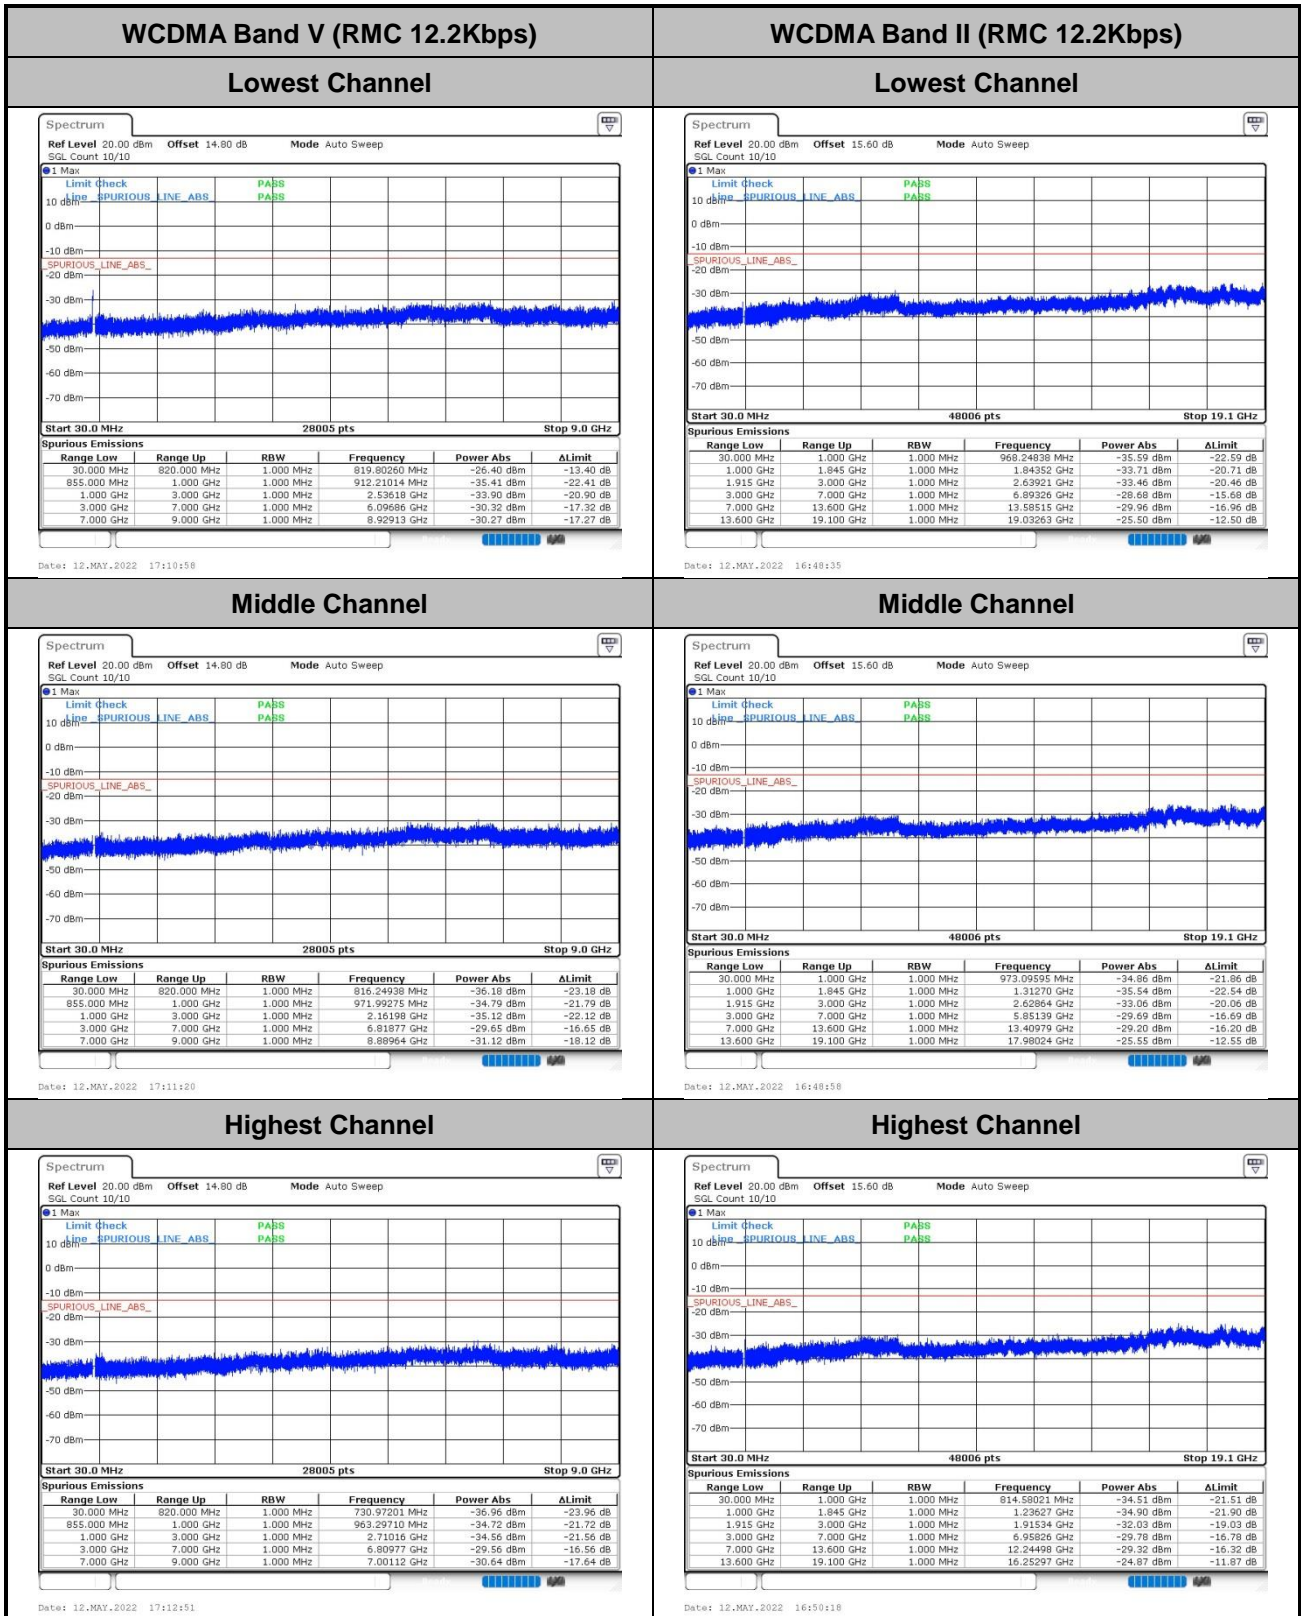 WCDMA Band V (RMC 12.2Kbps) WCDMA Band II (RMC 12.2Kbps)
Lowest Channel Lowest Channel
Spectrum
Ref Level 20.00 dBm Offset 14.80 dB Mode Auto Sweep
SGL Count 10/10
1 Max
Limit Check PASS
10 dBm Line _SPURIOUS_LINE_ABS_ PASS
0 dBm
-10 dBm
_SPURIOUS_LINE_ABS_
-20 dBm
-30 dBm
-50 dBm
-60 dBm
-70 dBm
Start 30.0 MHz 28005 pts Stop 9.0 GHz
Spurious Emissions
Range Low Range Up RBW Frequency Power Abs ΔLimit
30.000 MHz 820.000 MHz 1.000 MHz 819.80260 MHz -26.40 dBm -13.40 dB
855.000 MHz 1.000 GHz 1.000 MHz 912.21014 MHz -35.41 dBm -22.41 dB
1.000 GHz 3.000 GHz 1.000 MHz 2.53618 GHz -33.90 dBm -20.90 dB
3.000 GHz 7.000 GHz 1.000 MHz 6.09686 GHz -30.32 dBm -17.32 dB
7.000 GHz 9.000 GHz 1.000 MHz 8.92913 GHz -30.27 dBm -17.27 dB
Date: 12.MAY.2022 17:10:58
Spectrum
Ref Level 20.00 dBm Offset 15.60 dB Mode Auto Sweep
SGL Count 10/10
1 Max
Limit Check PASS
10 dBm Line _SPURIOUS_LINE_ABS_ PASS
0 dBm
-10 dBm
_SPURIOUS_LINE_ABS_
-20 dBm
-30 dBm
-50 dBm
-60 dBm
-70 dBm
Start 30.0 MHz 48006 pts Stop 19.1 GHz
Spurious Emissions
Range Low Range Up RBW Frequency Power Abs ΔLimit
30.000 MHz 1.000 GHz 1.000 MHz 968.24838 MHz -35.59 dBm -22.59 dB
1.000 GHz 1.845 GHz 1.000 MHz 1.84352 GHz -33.71 dBm -20.71 dB
1.915 GHz 3.000 GHz 1.000 MHz 2.63921 GHz -33.46 dBm -20.46 dB
3.000 GHz 7.000 GHz 1.000 MHz 6.89326 GHz -28.68 dBm -15.68 dB
7.000 GHz 13.600 GHz 1.000 MHz 13.58515 GHz -29.96 dBm -16.96 dB
13.600 GHz 19.100 GHz 1.000 MHz 19.03263 GHz -25.50 dBm -12.50 dB
Date: 12.MAY.2022 16:48:35
Middle Channel Middle Channel
Spectrum
Ref Level 20.00 dBm Offset 14.80 dB Mode Auto Sweep
SGL Count 10/10
1 Max
Limit Check PASS
10 dBm Line _SPURIOUS_LINE_ABS_ PASS
0 dBm
-10 dBm
_SPURIOUS_LINE_ABS_
-20 dBm
-30 dBm
-50 dBm
-60 dBm
-70 dBm
Start 30.0 MHz 28005 pts Stop 9.0 GHz
Spurious Emissions
Range Low Range Up RBW Frequency Power Abs ΔLimit
30.000 MHz 820.000 MHz 1.000 MHz 816.24938 MHz -36.18 dBm -23.18 dB
855.000 MHz 1.000 GHz 1.000 MHz 971.99275 MHz -34.79 dBm -21.79 dB
1.000 GHz 3.000 GHz 1.000 MHz 2.16198 GHz -35.12 dBm -22.12 dB
3.000 GHz 7.000 GHz 1.000 MHz 6.81877 GHz -29.65 dBm -16.65 dB
7.000 GHz 9.000 GHz 1.000 MHz 8.88964 GHz -31.12 dBm -18.12 dB
Date: 12.MAY.2022 17:11:20
Spectrum
Ref Level 20.00 dBm Offset 15.60 dB Mode Auto Sweep
SGL Count 10/10
1 Max
Limit Check PASS
10 dBm Line _SPURIOUS_LINE_ABS_ PASS
0 dBm
-10 dBm
_SPURIOUS_LINE_ABS_
-20 dBm
-30 dBm
-50 dBm
-60 dBm
-70 dBm
Start 30.0 MHz 48006 pts Stop 19.1 GHz
Spurious Emissions
Range Low Range Up RBW Frequency Power Abs ΔLimit
30.000 MHz 1.000 GHz 1.000 MHz 973.09595 MHz -34.86 dBm -21.86 dB
1.000 GHz 1.845 GHz 1.000 MHz 1.31270 GHz -35.54 dBm -22.54 dB
1.915 GHz 3.000 GHz 1.000 MHz 2.62864 GHz -33.06 dBm -20.06 dB
3.000 GHz 7.000 GHz 1.000 MHz 5.85139 GHz -29.69 dBm -16.69 dB
7.000 GHz 13.600 GHz 1.000 MHz 13.40979 GHz -29.20 dBm -16.20 dB
13.600 GHz 19.100 GHz 1.000 MHz 17.98024 GHz -25.55 dBm -12.55 dB
Date: 12.MAY.2022 16:48:58
Highest Channel Highest Channel
Spectrum
Ref Level 20.00 dBm Offset 14.80 dB Mode Auto Sweep
SGL Count 10/10
1 Max
Limit Check PASS
10 dBm Line _SPURIOUS_LINE_ABS_ PASS
0 dBm
-10 dBm
_SPURIOUS_LINE_ABS_
-20 dBm
-30 dBm
-50 dBm
-60 dBm
-70 dBm
Start 30.0 MHz 28005 pts Stop 9.0 GHz
Spurious Emissions
Range Low Range Up RBW Frequency Power Abs ΔLimit
30.000 MHz 820.000 MHz 1.000 MHz 730.97201 MHz -36.96 dBm -23.96 dB
855.000 MHz 1.000 GHz 1.000 MHz 963.29710 MHz -34.72 dBm -21.72 dB
1.000 GHz 3.000 GHz 1.000 MHz 2.71016 GHz -34.56 dBm -21.56 dB
3.000 GHz 7.000 GHz 1.000 MHz 6.80977 GHz -29.56 dBm -16.56 dB
7.000 GHz 9.000 GHz 1.000 MHz 7.00112 GHz -30.64 dBm -17.64 dB
Date: 12.MAY.2022 17:12:51
Spectrum
Ref Level 20.00 dBm Offset 15.60 dB Mode Auto Sweep
SGL Count 10/10
1 Max
Limit Check PASS
10 dBm Line _SPURIOUS_LINE_ABS_ PASS
0 dBm
-10 dBm
_SPURIOUS_LINE_ABS_
-20 dBm
-30 dBm
-50 dBm
-60 dBm
-70 dBm
Start 30.0 MHz 48006 pts Stop 19.1 GHz
Spurious Emissions
Range Low Range Up RBW Frequency Power Abs ΔLimit
30.000 MHz 1.000 GHz 1.000 MHz 814.58021 MHz -34.51 dBm -21.51 dB
1.000 GHz 1.845 GHz 1.000 MHz 1.23627 GHz -34.90 dBm -21.90 dB
1.915 GHz 3.000 GHz 1.000 MHz 1.91534 GHz -32.03 dBm -19.03 dB
3.000 GHz 7.000 GHz 1.000 MHz 6.95826 GHz -29.78 dBm -16.78 dB
7.000 GHz 13.600 GHz 1.000 MHz 12.24498 GHz -29.32 dBm -16.32 dB
13.600 GHz 19.100 GHz 1.000 MHz 16.25297 GHz -24.87 dBm -11.87 dB
Date: 12.MAY.2022 16:50:18